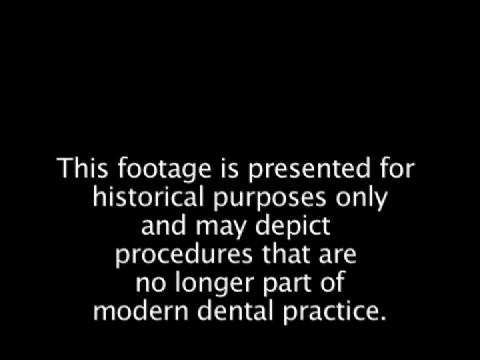 This footage is presented for
historical purposes only
and may depict
procedures that are
no longer part of
modern dental practice.